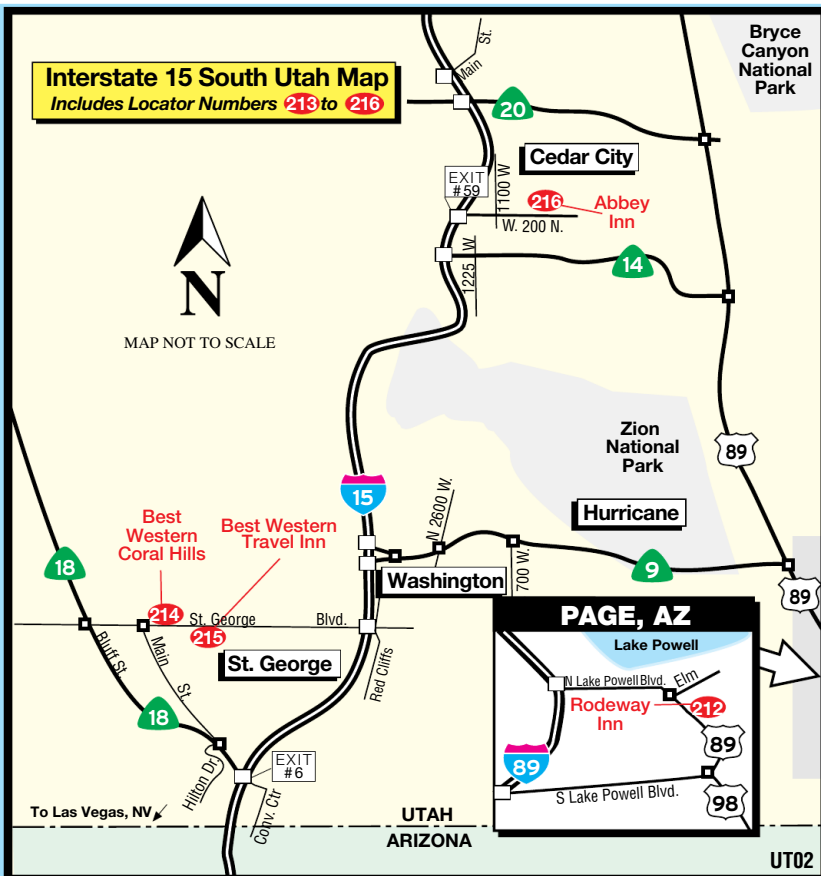 Interstate 15 South Utah Map
Includes Locator Numbers 213 to 216
Bryce
Canyon
National
Park
Main St.
20
Cedar City
EXIT
#59
1100 W
216
Abbey
Inn
W. 200 N.
1225 W.
14
N
MAP NOT TO SCALE
Zion
National
Park
89
15
Hurricane
N 2600 W.
Best
Western
Coral Hills
Best Western
Travel Inn
18
9
700 W.
Washington
89
214
St. George Blvd.
215
Bluff St.
Main St.
St. George
Red Cliffs
18
Hilton Dr.
EXIT
#6
Conv. Ctr
To Las Vegas, NV
PAGE, AZ
Lake Powell
N Lake Powell Blvd.
Elm
Rodeway
Inn
212
89
89
S Lake Powell Blvd.
98
UTAH
ARIZONA
UT02